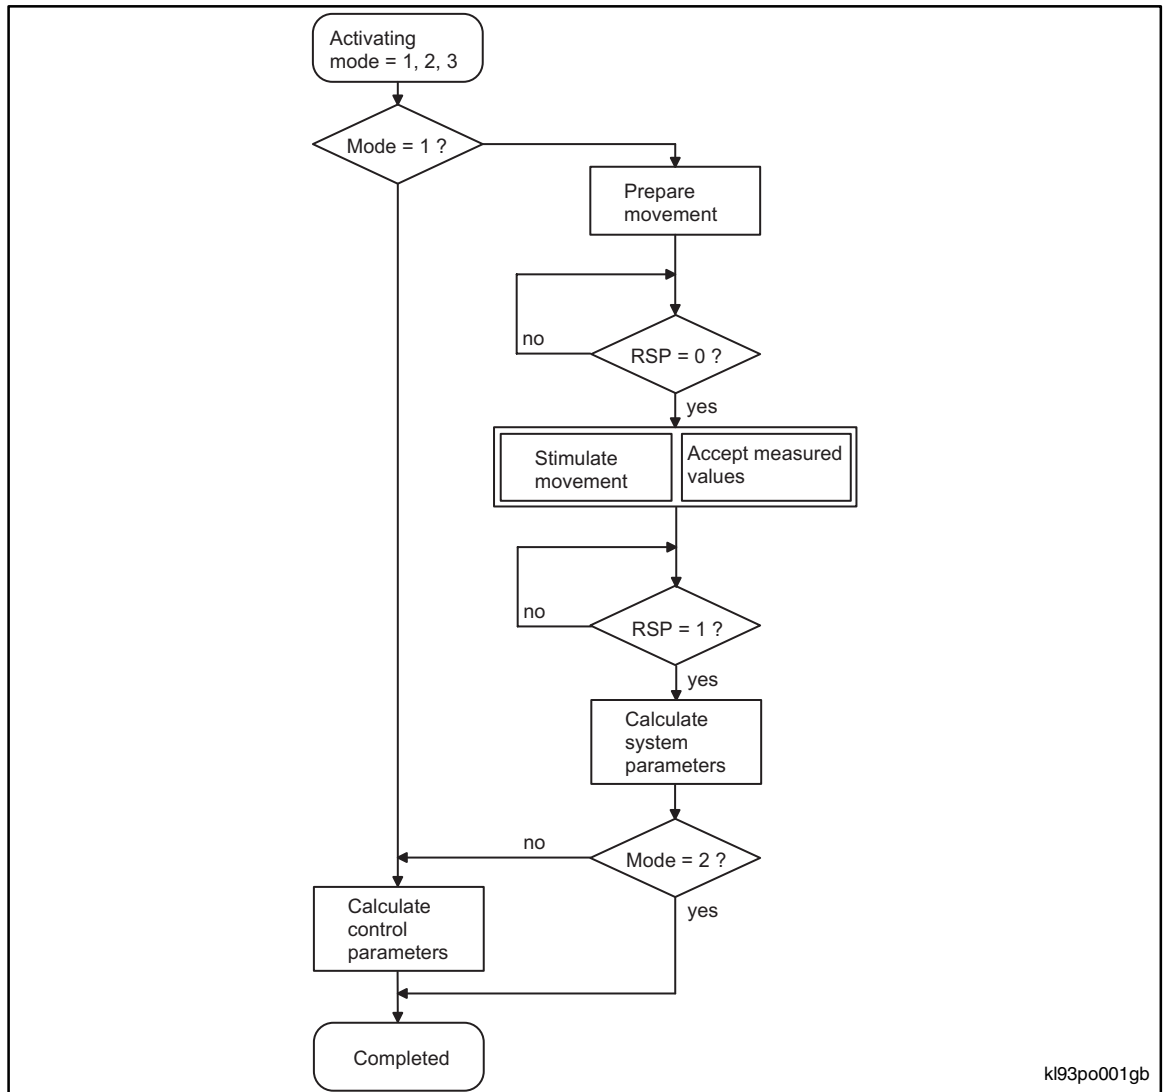 Activating
mode = 1, 2, 3
Mode = 1 ?
Prepare
movement
no
RSP = 0 ?
yes
Stimulate
movement
Accept measured
values
no
RSP = 1 ?
yes
Calculate
system
parameters
no
Mode = 2 ?
yes
Calculate
control
parameters
Completed
kl93po001gb